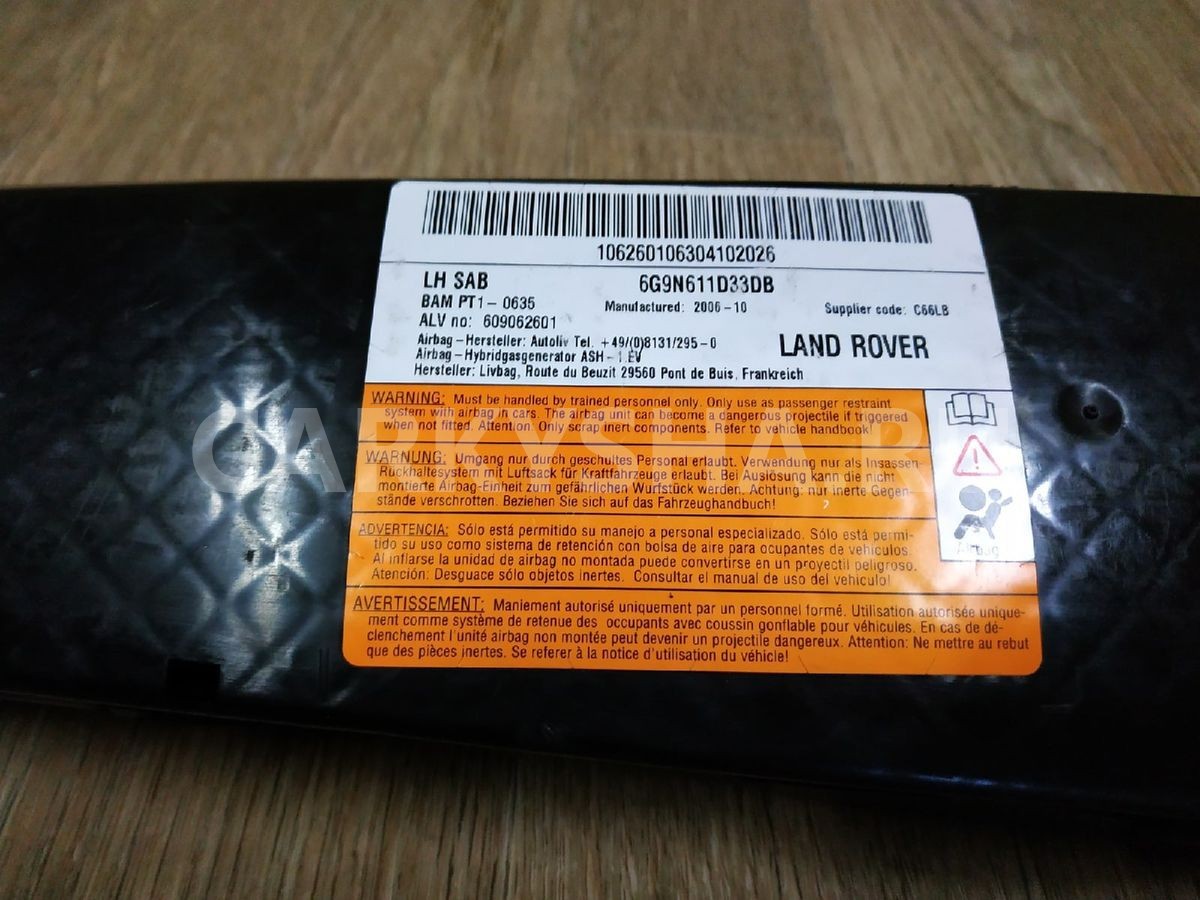 106260106304102026
LH SAB 6G9N611D33DB
BAM PT1-0635 Manufactured: 2006-10 Supplier code: C66LB
ALV no: 609062601
Airbag-Hersteller: Autoliv Tel. +49/(0)8131/295-0 LAND ROVER
Airbag-Hybridgasgenerator ASH-1.EV
Hersteller: Livbag, Route du Beuzit 29560 Pont de Buis, Frankreich
WARNING: Must be handled by trained personnel only. Only use as passenger restraint
system with airbag in cars. The airbag unit can become a dangerous projectile if triggered
when not fitted. Attention. Only scrap inert components. Refer to vehicle handbook!
WARNUNG: Umgang nur durch geschultes Personal erlaubt. Verwendung nur als Insassen-
Rückhaltesystem mit Luftsack für Kraftfahrzeuge erlaubt. Bei Auslösung kann die nicht
montierte Airbag-Einheit zum gefährlichen Wurfstück werden. Achtung: nur inerte Gegen-
stände verschrotten. Beziehen Sie sich auf das Fahrzeughandbuch!
ADVERTENCIA: Sólo está permitido su manejo a personal especializado. Sólo está permi-
tido su uso como sistema de retención con bolsa de aire para ocupantes de vehículos.
Al inflarse la unidad de airbag no montada puede convertirse en un proyectil peligroso.
Atención: Desguace sólo objetos inertes. Consultar el manual de uso del vehículo!
Airbag
AVERTISSEMENT: Maniement autorisé uniquement par un personnel formé. Utilisation autorisée unique-
ment comme système de retenue des occupants avec coussin gonflable pour véhicules. En cas de dé-
clenchement l'unité airbag non montée peut devenir un projectile dangereux. Attention: Ne mettre au rebut
que des pièces inertes. Se referer à la notice d'utilisation du véhicle!